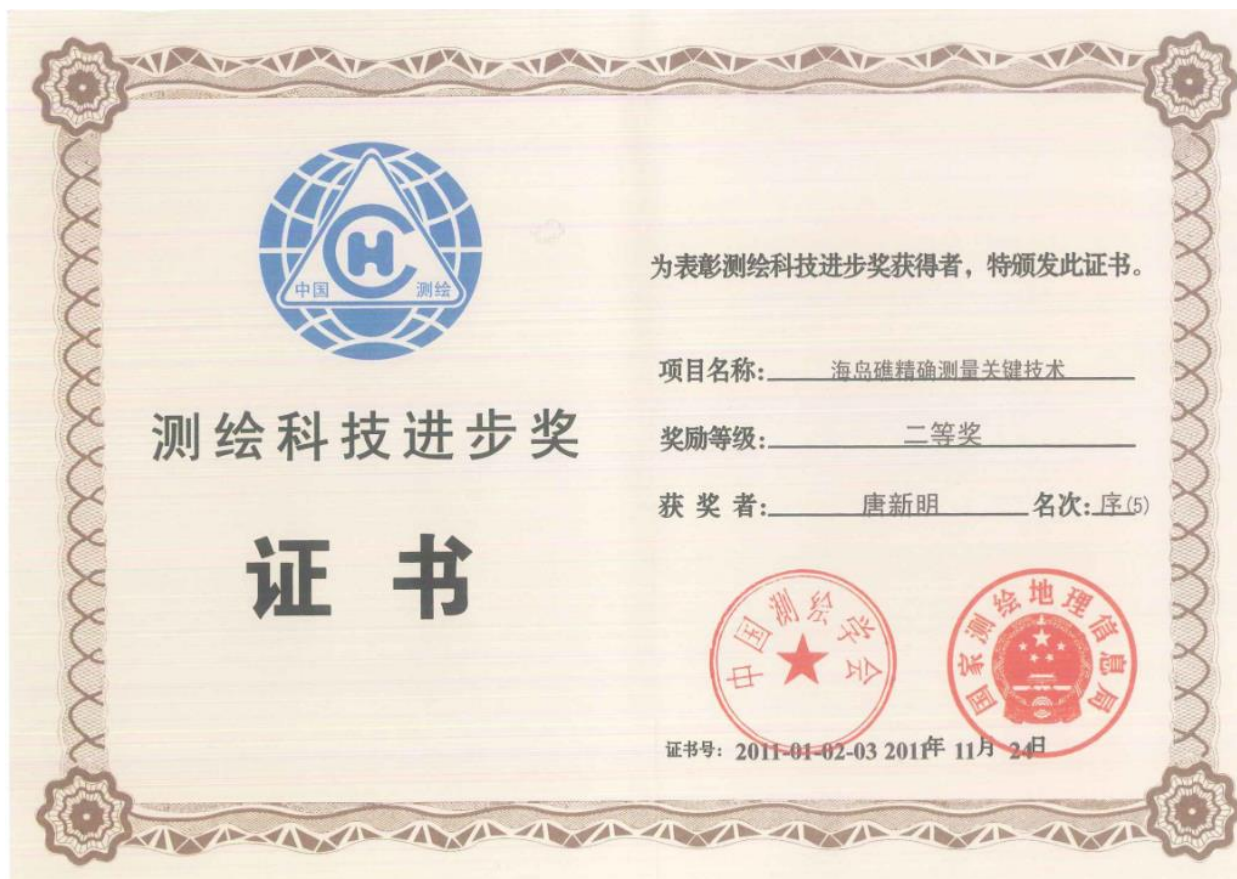 CH
中国 测绘
测绘科技进步奖
证 书
为表彰测绘科技进步奖获得者，特颁发此证书。
项目名称: 海岛礁精确测量关键技术
奖励等级: 二等奖
获 奖 者: 唐新明 名次: 序(5)
中国测绘学会
国家测绘地理信息局
证书号: 2011-01-02-03 2011年 11月 24日